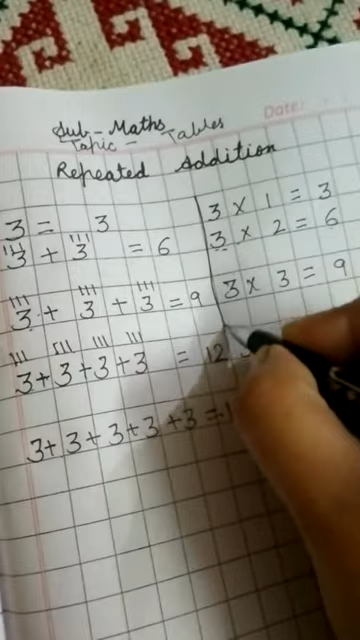 Date:
Sub - Maths
Topic - Tables
Repeated Addition
3 = 3
3 + 3 = 6
3 + 3 + 3 = 9
3+3+3+3 = 12
3+3+3+3+3 =
3 × 1 = 3
3 × 2 = 6
3 × 3 = 9